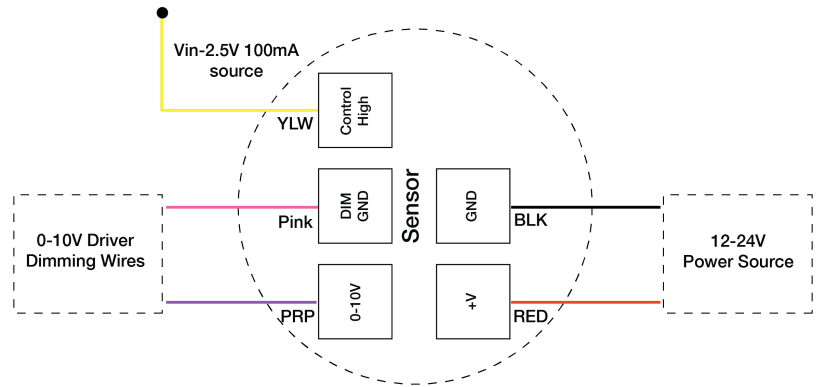 Vin-2.5V 100mA
source
YLW
Control
High
Pink
DIM
GND
Sensor
GND
BLK
0-10V Driver
Dimming Wires
12-24V
Power Source
PRP
0-10V
+V
RED